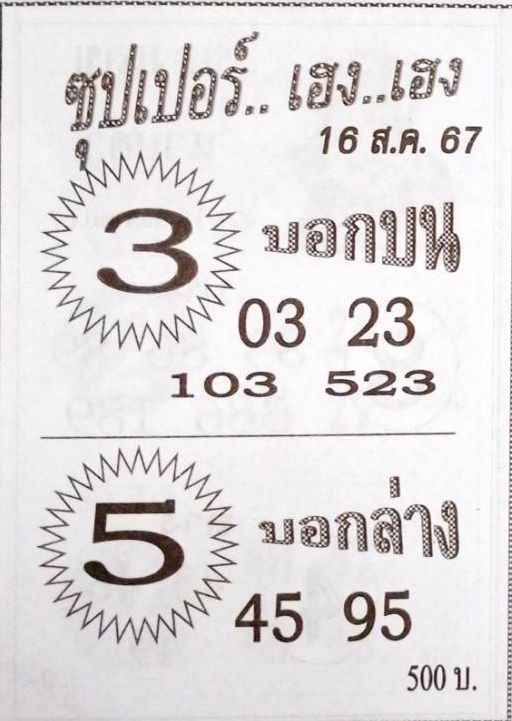 ซุปเปอร์.. เฮง..เฮง
16 ส.ค. 67
3 บอกบน
03 23
103 523
5 บอกล่าง
45 95
500 บ.